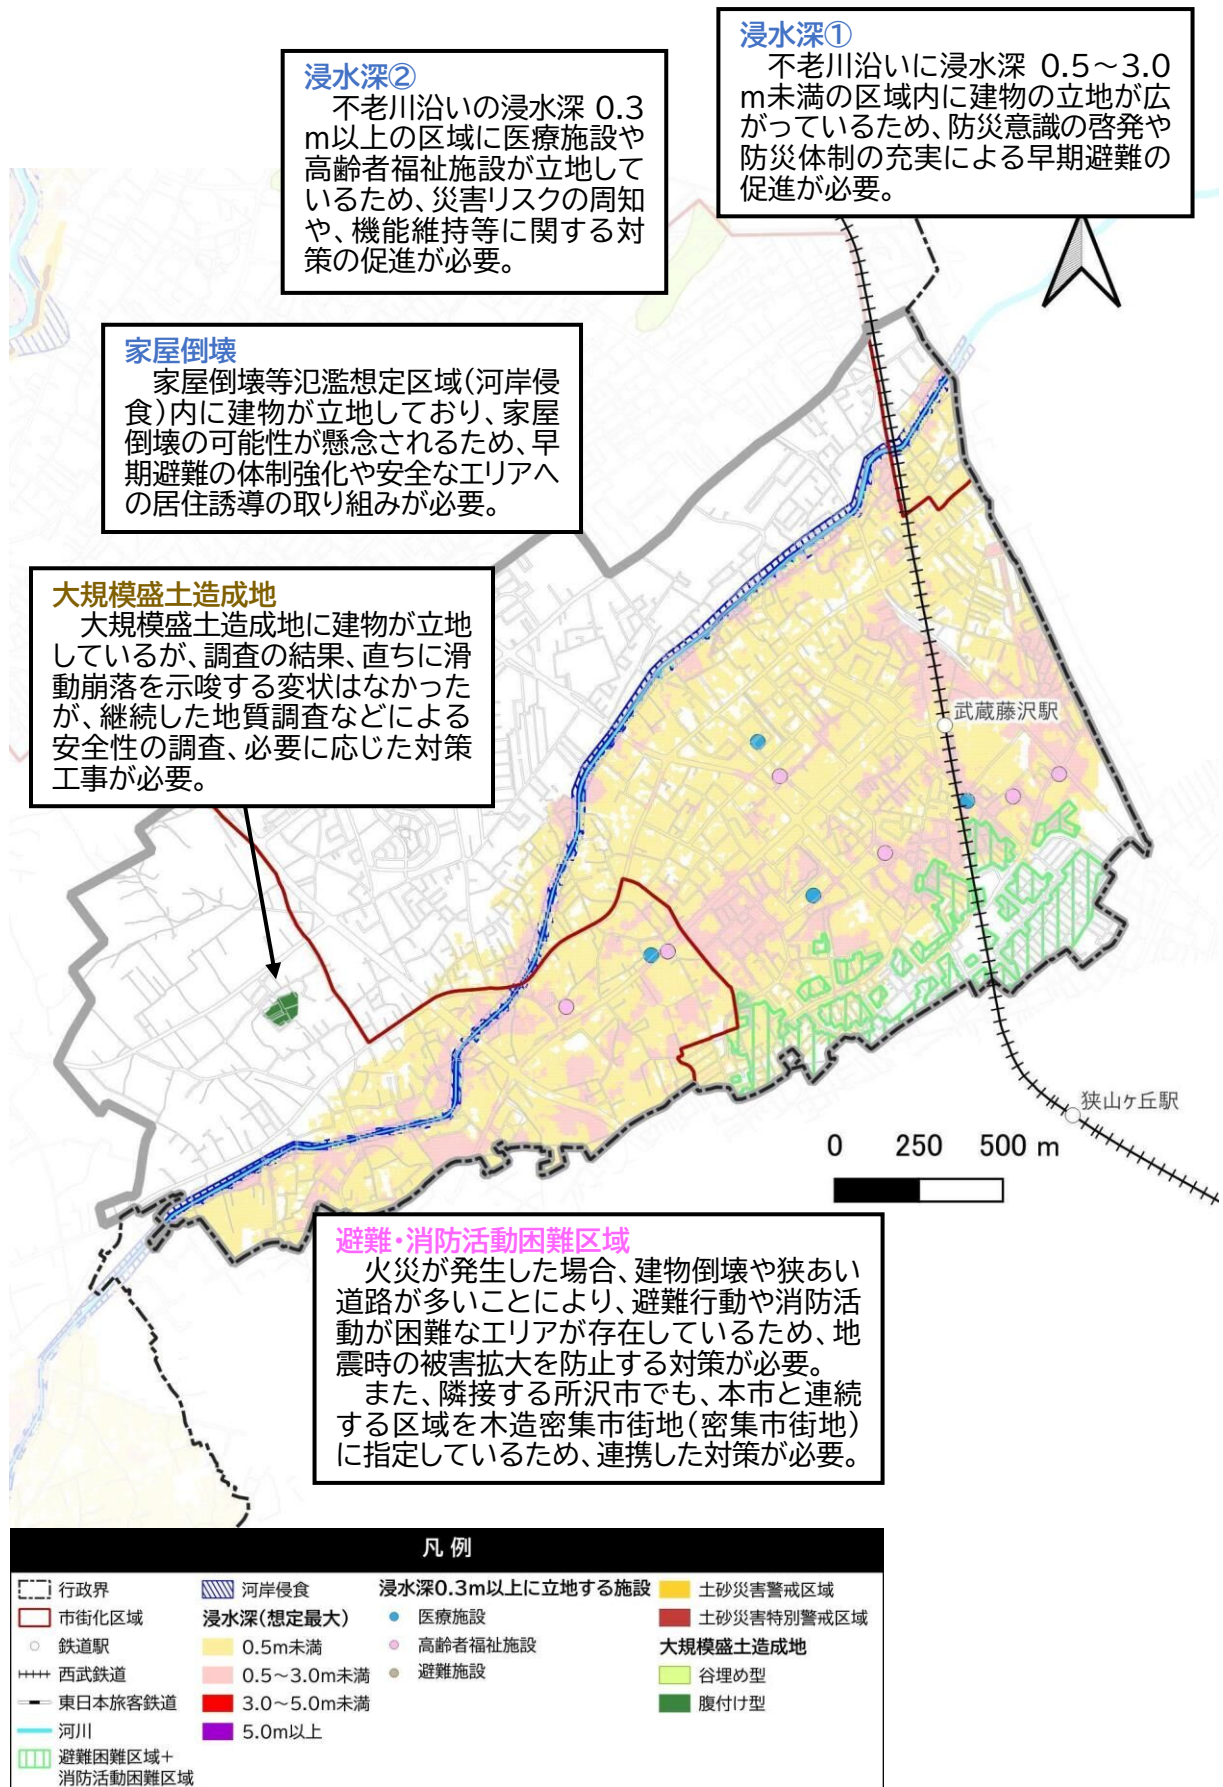 浸水深①
不老川沿いに浸水深 0.5～3.0
m未満の区域内に建物の立地が広
がっているため、防災意識の啓発や
防災体制の充実による早期避難の
促進が必要。
浸水深②
不老川沿いの浸水深 0.3
m以上の区域に医療施設や
高齢者福祉施設が立地して
いるため、災害リスクの周知
や、機能維持等に関する対
策の促進が必要。
家屋倒壊
家屋倒壊等氾濫想定区域(河岸侵
食)内に建物が立地しており、家屋
倒壊の可能性が懸念されるため、早
期避難の体制強化や安全なエリアへ
の居住誘導の取り組みが必要。
大規模盛土造成地
大規模盛土造成地に建物が立地
しているが、調査の結果、直ちに滑
動崩落を示唆する変状はなかった
が、継続した地質調査などによる
安全性の調査、必要に応じた対策
工事が必要。
武蔵藤沢駅
狭山ヶ丘駅
0 250 500 m
避難・消防活動困難区域
火災が発生した場合、建物倒壊や狭あい
道路が多いことにより、避難行動や消防活
動が困難なエリアが存在しているため、地
震時の被害拡大を防止する対策が必要。
また、隣接する所沢市でも、本市と連続
する区域を木造密集市街地(密集市街地)
に指定しているため、連携した対策が必要。
凡 例
行政界
市街化区域
鉄道駅
西武鉄道
東日本旅客鉄道
河川
避難困難区域＋
消防活動困難区域
河岸侵食
浸水深(想定最大)
0.5m未満
0.5～3.0m未満
3.0～5.0m未満
5.0m以上
浸水深0.3m以上に立地する施設
医療施設
高齢者福祉施設
避難施設
土砂災害警戒区域
土砂災害特別警戒区域
大規模盛土造成地
谷埋め型
腹付け型